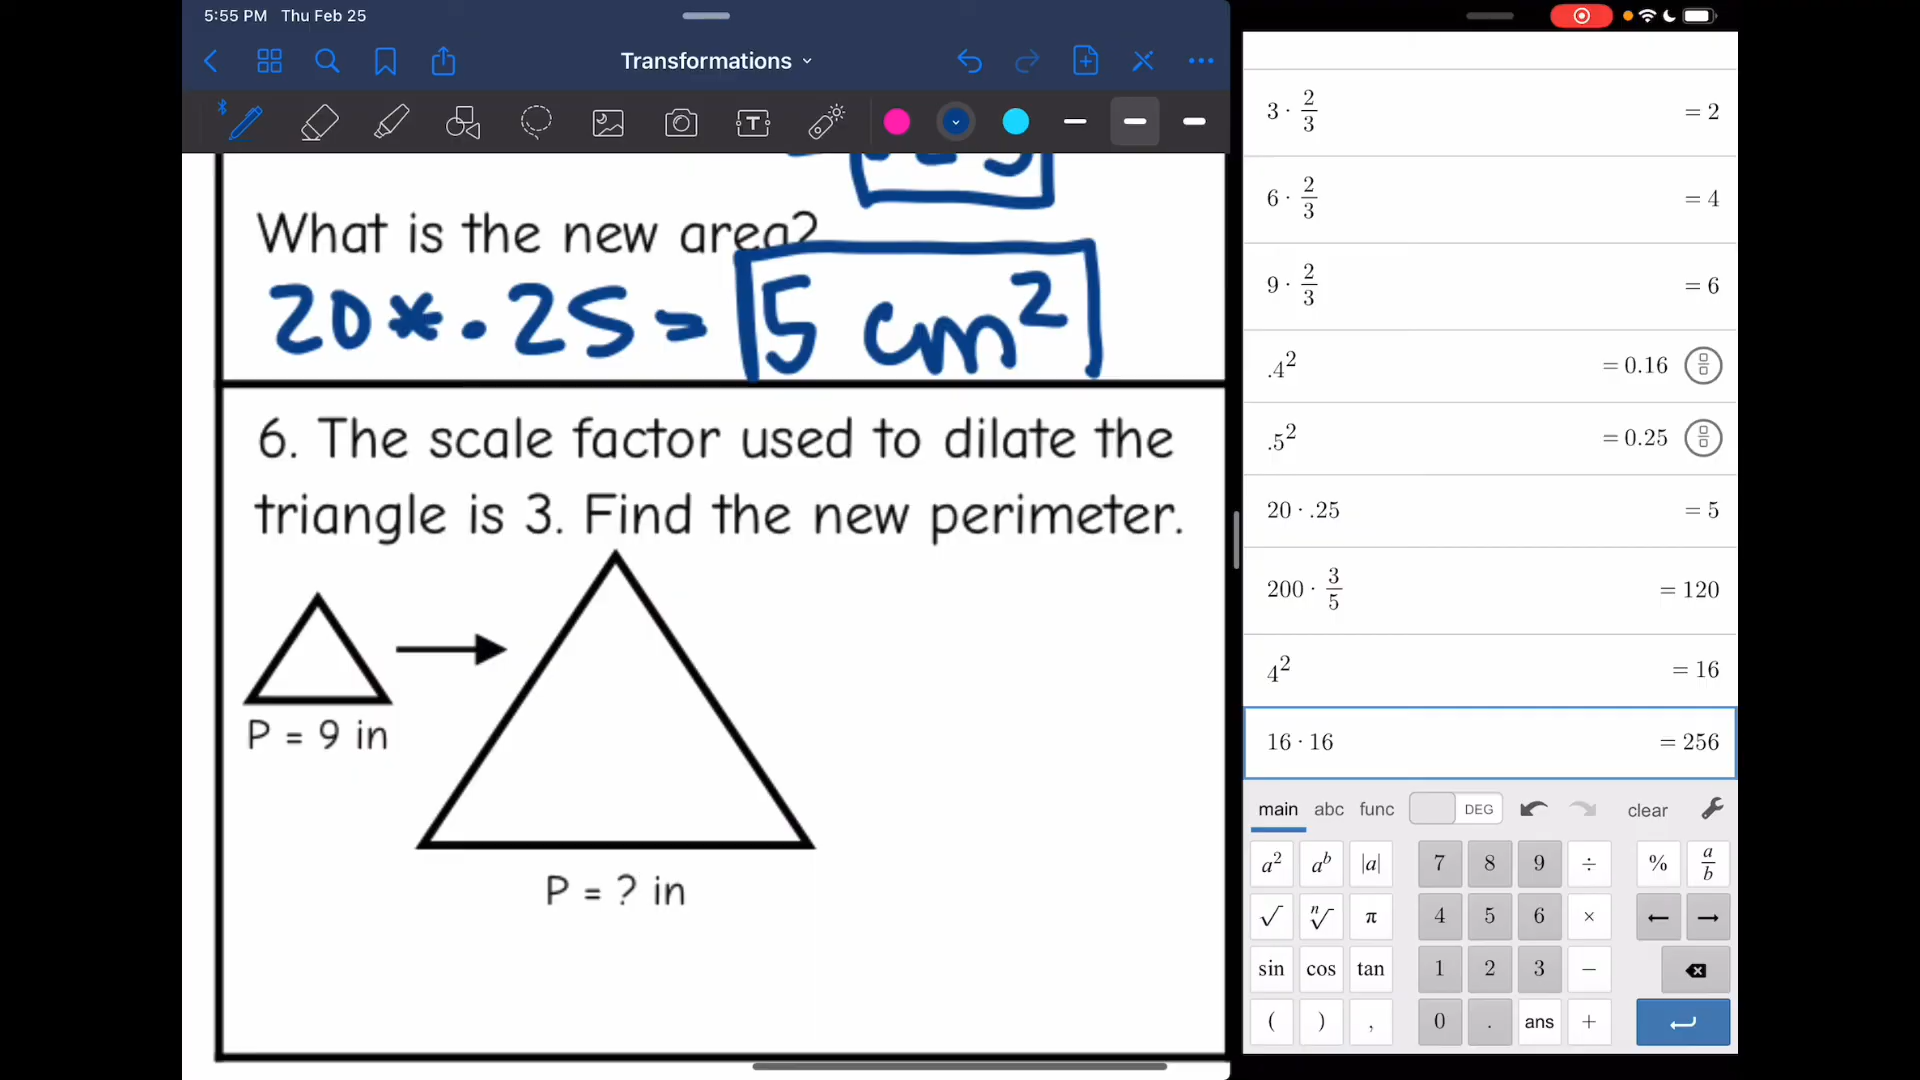 5:55 PM Thu Feb 25
Transformations
T
What is the new area?
20*.25= 5 cm²
6. The scale factor used to dilate the
triangle is 3. Find the new perimeter.
P = 9 in
P = ? in
3 · 2/3 = 2
6 · 2/3 = 4
9 · 2/3 = 6
.4² = 0.16
.5² = 0.25
20 · .25 = 5
200 · 3/5 = 120
4² = 16
16 · 16 = 256
main abc func DEG clear
a² aᵇ |a| 7 8 9 ÷ % a/b
√ ⁿ√ π 4 5 6 × ← →
sin cos tan 1 2 3 −
( ) , 0 . ans +